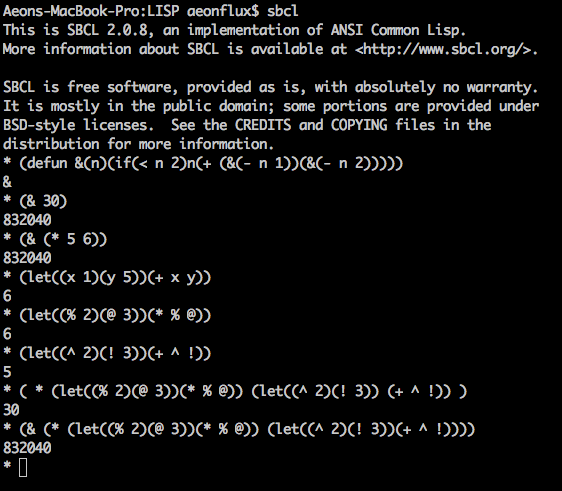 Aeons-MacBook-Pro:LISP aeonflux$ sbcl
This is SBCL 2.0.8, an implementation of ANSI Common Lisp.
More information about SBCL is available at <http://www.sbcl.org/>.

SBCL is free software, provided as is, with absolutely no warranty.
It is mostly in the public domain; some portions are provided under
BSD-style licenses.  See the CREDITS and COPYING files in the
distribution for more information.
* (defun &(n)(if(< n 2)n(+ (&(- n 1))(&(- n 2)))))
&
* (& 30)
832040
* (& (* 5 6))
832040
* (let((x 1)(y 5))(+ x y))
6
* (let((% 2)(@ 3))(* % @))
6
* (let((^ 2)(! 3))(+ ^ !))
5
* ( * (let((% 2)(@ 3))(* % @)) (let((^ 2)(! 3)) (+ ^ !)) )
30
* (& (* (let((% 2)(@ 3))(* % @)) (let((^ 2)(! 3))(+ ^ !))))
832040
*